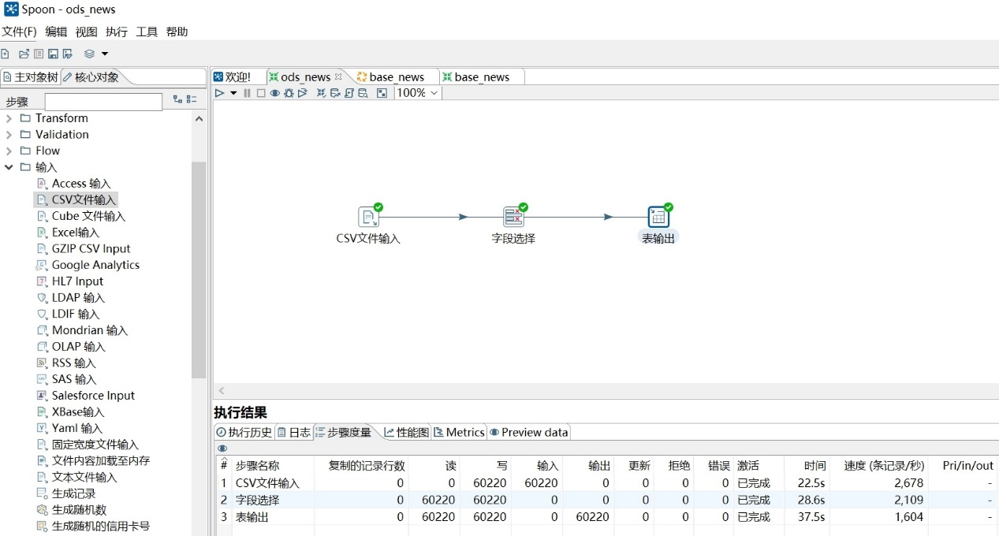 Spoon - ods_news
文件(F) 编辑 视图 执行 工具 帮助
主对象树 核心对象
步骤
Transform
Validation
Flow
输入
Access 输入
CSV文件输入
Cube 文件输入
Excel输入
GZIP CSV Input
Google Analytics
HL7 Input
LDAP 输入
LDIF 输入
Mondrian 输入
OLAP 输入
RSS 输入
SAS 输入
Salesforce Input
XBase输入
Yaml 输入
固定宽度文件输入
文件内容加载至内存
文本文件输入
生成记录
生成随机数
生成随机的信用卡号
欢迎! ods_news base_news base_news
100%
CSV文件输入 字段选择 表输出
执行结果
执行历史 日志 步骤度量 性能图 Metrics Preview data
# 步骤名称 复制的记录行数 读 写 输入 输出 更新 拒绝 错误 激活 时间 速度 (条记录/秒) Pri/in/out
1 CSV文件输入 0 0 60220 60220 0 0 0 0 已完成 22.5s 2,678 -
2 字段选择 0 60220 60220 0 0 0 0 0 已完成 28.6s 2,109 -
3 表输出 0 60220 60220 0 60220 0 0 0 已完成 37.5s 1,604 -